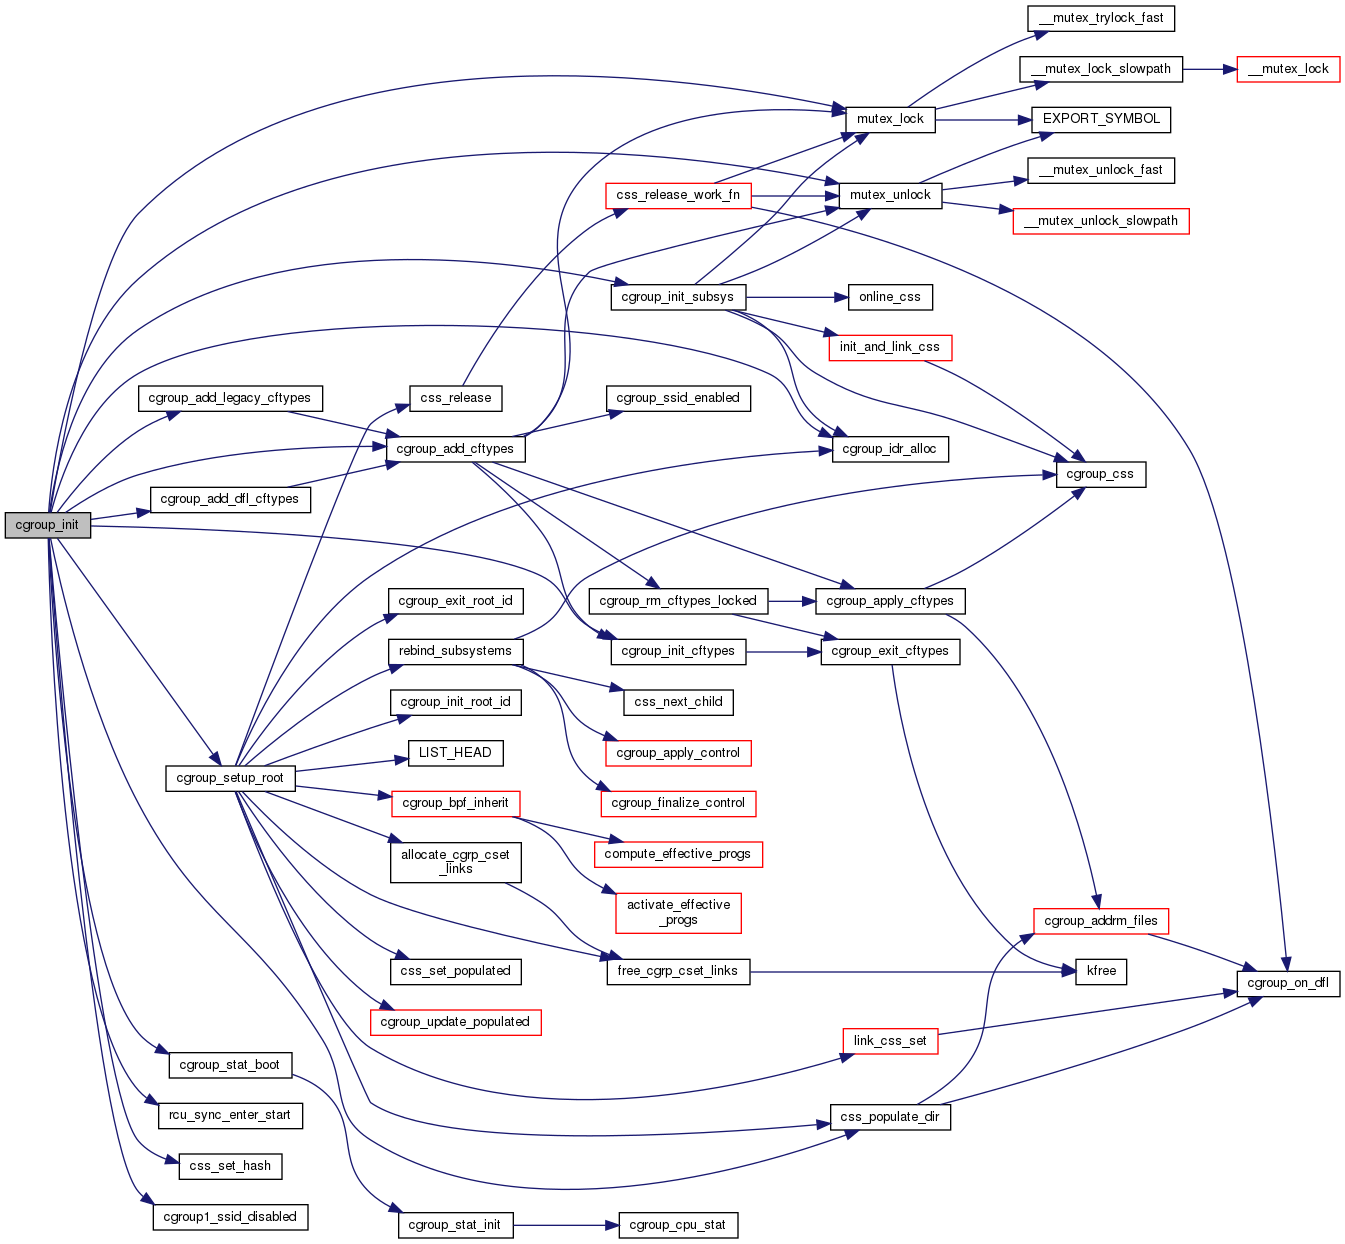 __mutex_trylock_fast
__mutex_lock_slowpath
__mutex_lock
mutex_lock
EXPORT_SYMBOL
__mutex_unlock_fast
css_release_work_fn
mutex_unlock
__mutex_unlock_slowpath
cgroup_init_subsys
online_css
init_and_link_css
cgroup_add_legacy_cftypes
css_release
cgroup_ssid_enabled
cgroup_add_cftypes
cgroup_idr_alloc
cgroup_css
cgroup_add_dfl_cftypes
cgroup_init
cgroup_exit_root_id
cgroup_rm_cftypes_locked
cgroup_apply_cftypes
rebind_subsystems
cgroup_init_cftypes
cgroup_exit_cftypes
cgroup_init_root_id
css_next_child
LIST_HEAD
cgroup_apply_control
cgroup_setup_root
cgroup_bpf_inherit
cgroup_finalize_control
allocate_cgrp_cset
_links
compute_effective_progs
activate_effective
_progs
cgroup_addrm_files
css_set_populated
free_cgrp_cset_links
kfree
cgroup_on_dfl
cgroup_update_populated
link_css_set
cgroup_stat_boot
rcu_sync_enter_start
css_populate_dir
css_set_hash
cgroup1_ssid_disabled
cgroup_stat_init
cgroup_cpu_stat